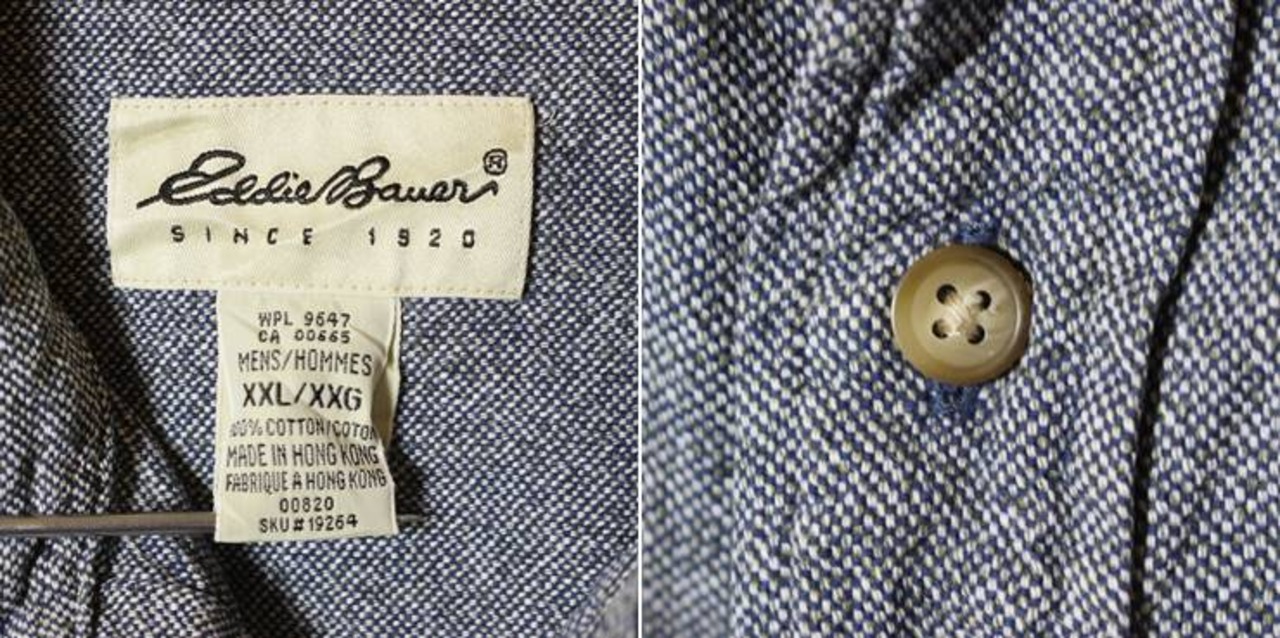 Eddie Bauer®
SINCE 1920
WPL 9647
CA 00665
MENS/HOMMES
XXL/XXG
100% COTTON/COTON
MADE IN HONG KONG
FABRIQUE A HONG KONG
00820
SKU#19264